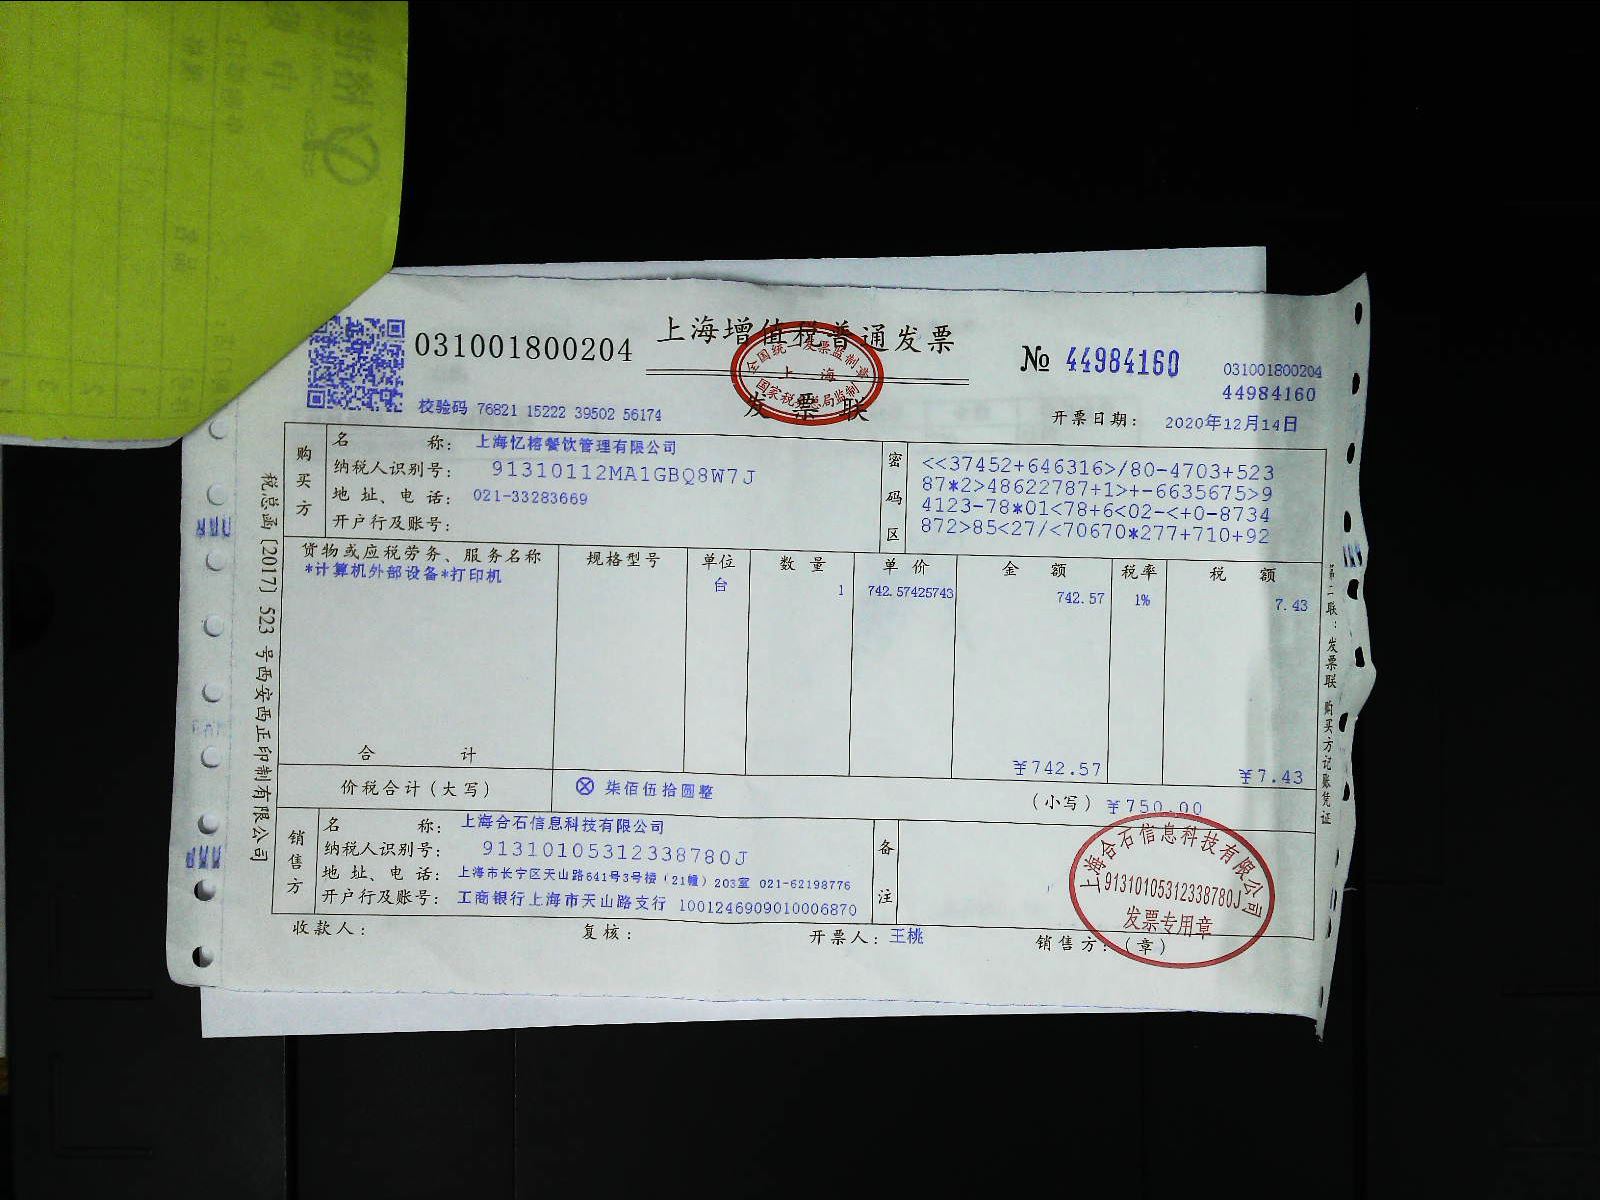 上海增值税普通发票
发票联
全国统一发票监制章
上海
国家税务总局监制
031001800204
№ 44984160
031001800204
44984160
校验码 76821 15222 39502 56174
开票日期: 2020年12月14日
购买方
名称: 上海忆榕餐饮管理有限公司
纳税人识别号: 91310112MA1GBQ8W7J
地址、电话: 021-33283669
开户行及账号:
密码区
<<37452+646316>/80-4703+523
87*2>48622787+1>+-6635675>9
4123-78*01<78+6<02-<+0-8734
872>85<27/<70670*277+710+92
货物或应税劳务、服务名称 规格型号 单位 数量 单价 金额 税率 税额
*计算机外部设备*打印机 台 1 742.57425743 742.57 1% 7.43
合计 ¥742.57 ¥7.43
价税合计(大写) ⊗ 柒佰伍拾圆整 (小写) ¥750.00
销售方
名称: 上海合石信息科技有限公司
纳税人识别号: 91310105312338780J
地址、电话: 上海市长宁区天山路641号3号楼(21幢)203室 021-62198776
开户行及账号: 工商银行上海市天山路支行 1001246909010006870
备注
上海合石信息科技有限公司
91310105312338780J
发票专用章
收款人: 复核: 开票人: 王桃 销售方:(章)
税总函〔2017〕523号西安西正印制有限公司
第二联:发票联 购买方记账凭证